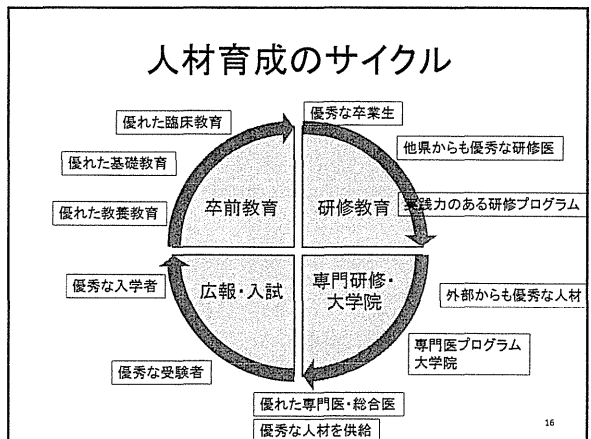 人材育成のサイクル
優れた臨床教育
優れた基礎教育
優れた教養教育
卒前教育
優秀な卒業生
他県からも優秀な研修医
実践力のある研修プログラム
研修教育
専門研修・
大学院
外部からも優秀な人材
専門医プログラム
大学院
優れた専門医・総合医
優秀な人材を供給
広報・入試
優秀な受験者
優秀な入学者
16